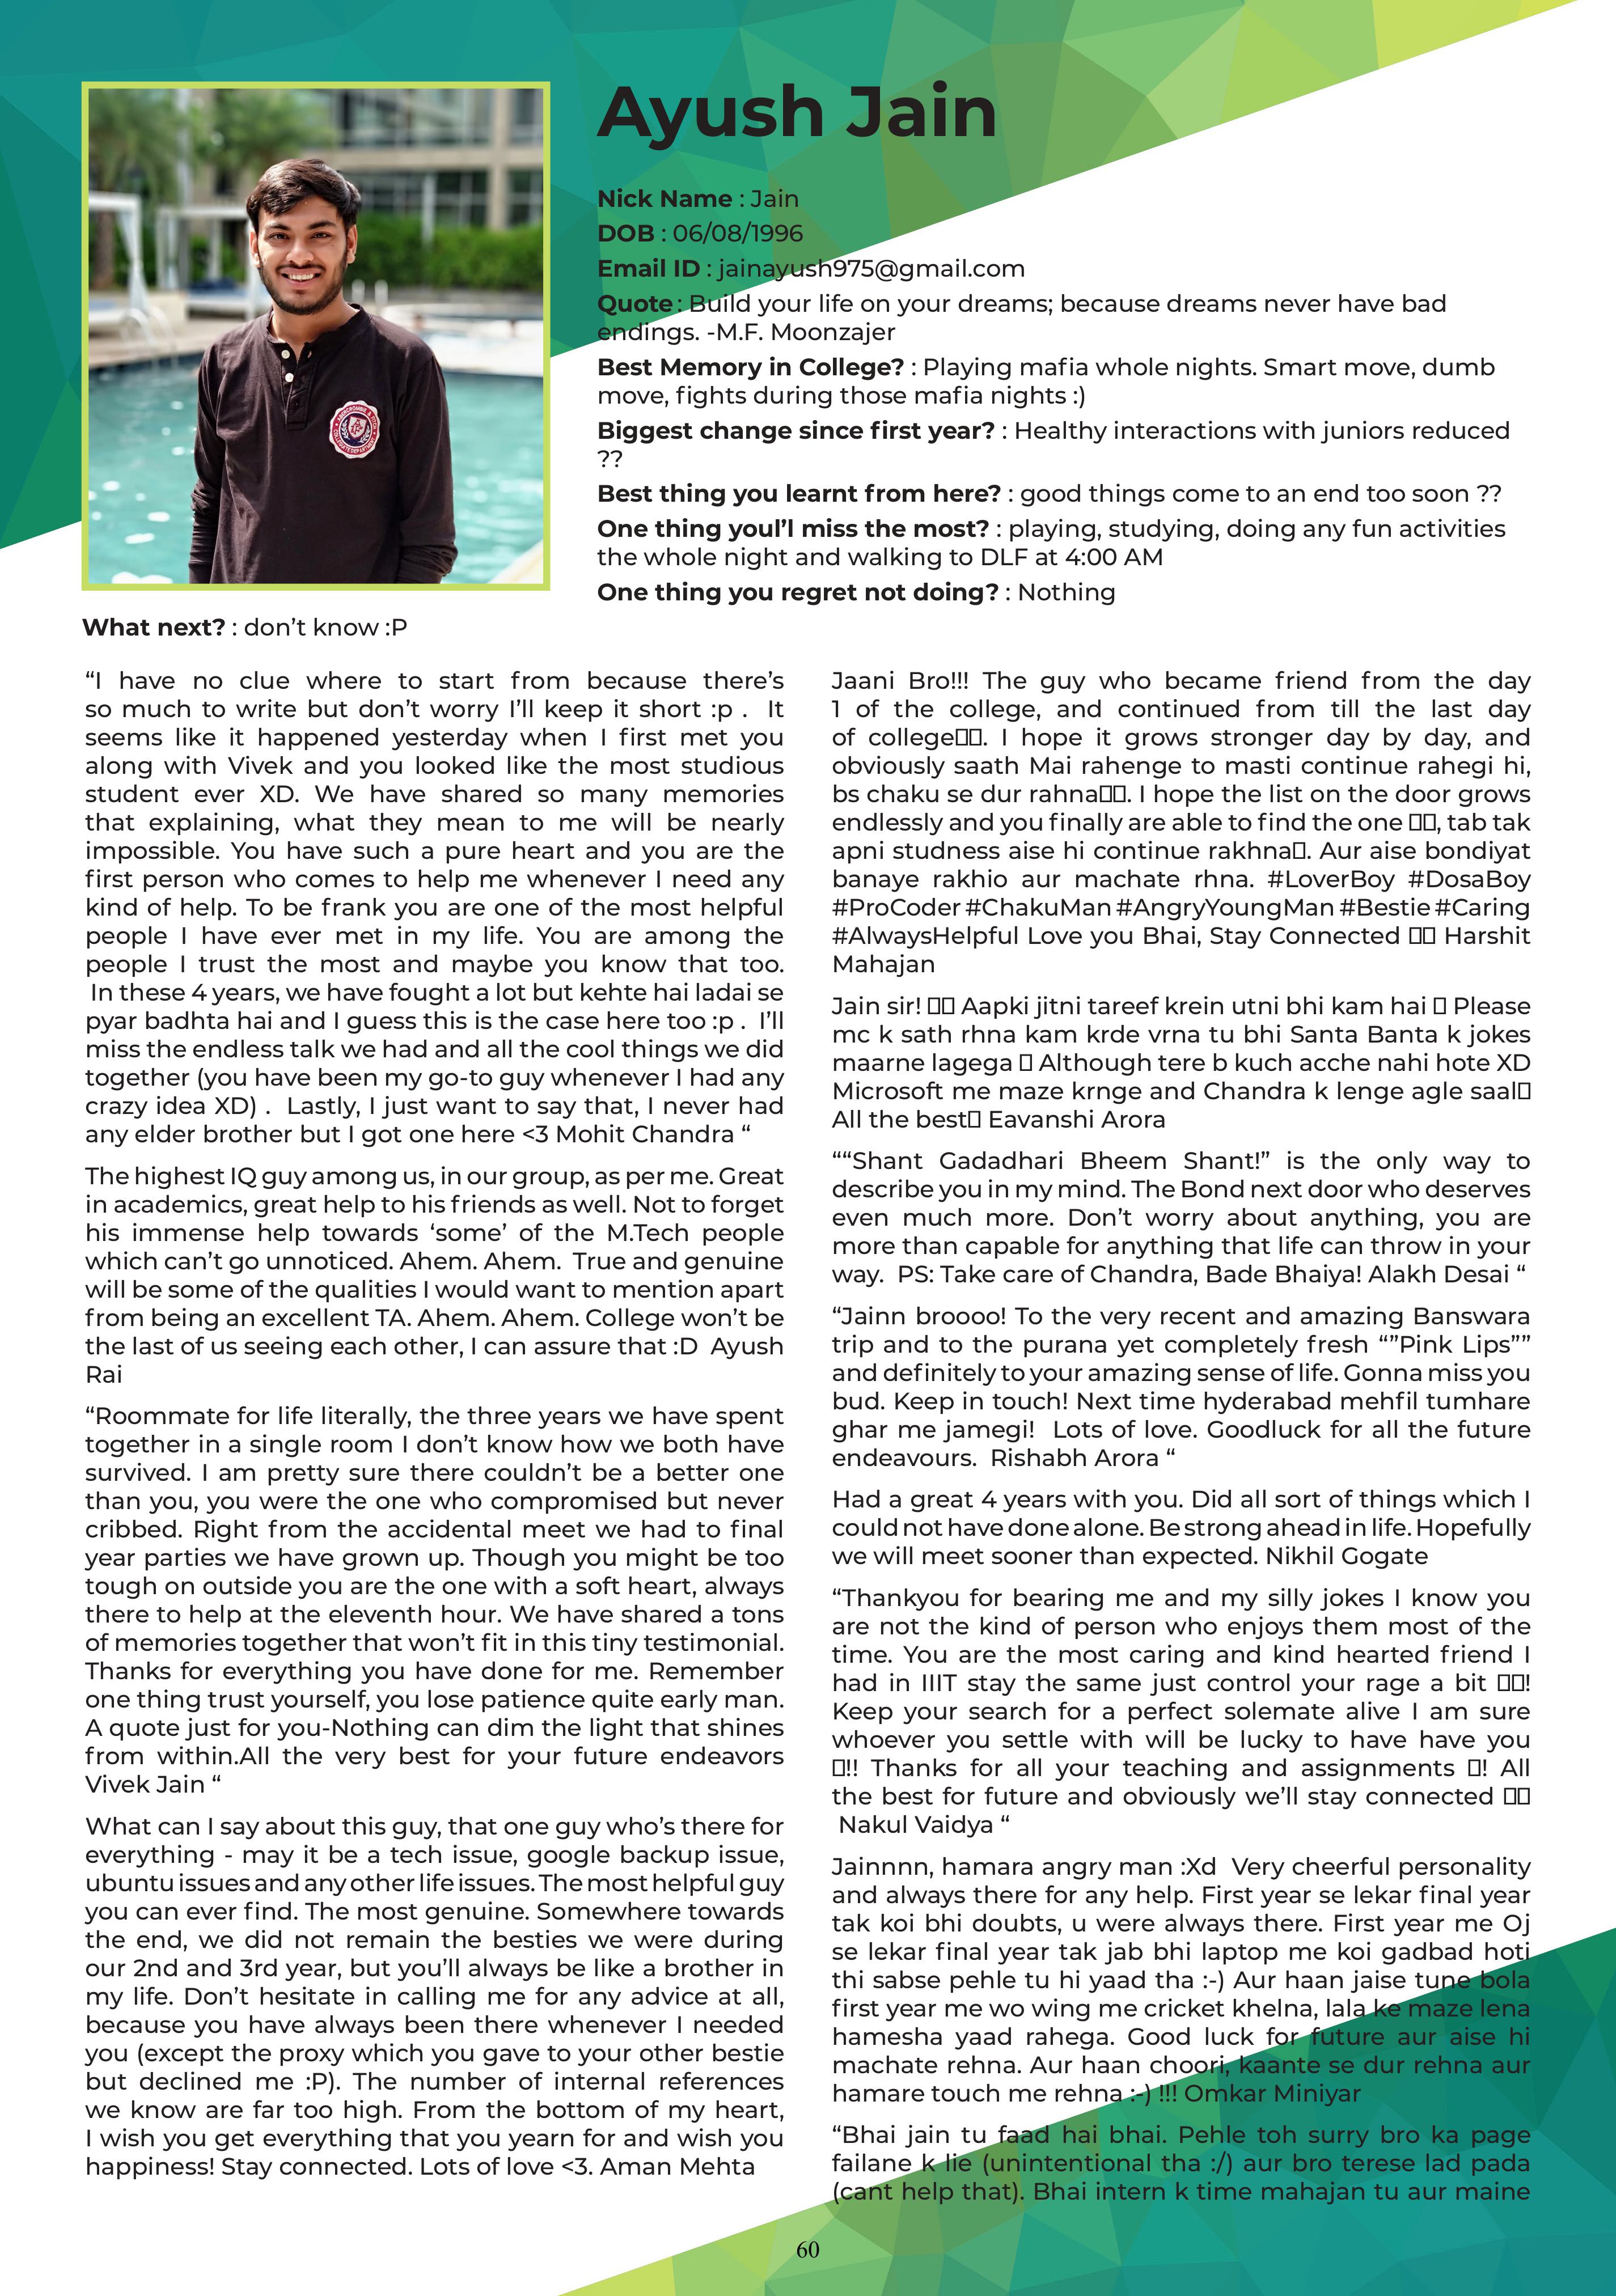 Ayush Jain
Nick Name : Jain
DOB : 06/08/1996
Email ID : jainayush975@gmail.com
Quote : Build your life on your dreams; because dreams never have bad
endings. -M.F. Moonzajer
Best Memory in College? : Playing mafia whole nights. Smart move, dumb
move, fights during those mafia nights :)
Biggest change since first year? : Healthy interactions with juniors reduced
??
Best thing you learnt from here? : good things come to an end too soon ??
One thing youl’l miss the most? : playing, studying, doing any fun activities
the whole night and walking to DLF at 4:00 AM
One thing you regret not doing? : Nothing
What next? : don’t know :P
“I have no clue where to start from because there’s
so much to write but don’t worry I’ll keep it short :p . It
seems like it happened yesterday when I first met you
along with Vivek and you looked like the most studious
student ever XD. We have shared so many memories
that explaining, what they mean to me will be nearly
impossible. You have such a pure heart and you are the
first person who comes to help me whenever I need any
kind of help. To be frank you are one of the most helpful
people I have ever met in my life. You are among the
people I trust the most and maybe you know that too.
In these 4 years, we have fought a lot but kehte hai ladai se
pyar badhta hai and I guess this is the case here too :p . I’ll
miss the endless talk we had and all the cool things we did
together (you have been my go-to guy whenever I had any
crazy idea XD) . Lastly, I just want to say that, I never had
any elder brother but I got one here <3 Mohit Chandra “
The highest IQ guy among us, in our group, as per me. Great
in academics, great help to his friends as well. Not to forget
his immense help towards ‘some’ of the M.Tech people
which can’t go unnoticed. Ahem. Ahem. True and genuine
will be some of the qualities I would want to mention apart
from being an excellent TA. Ahem. Ahem. College won’t be
the last of us seeing each other, I can assure that :D Ayush
Rai
“Roommate for life literally, the three years we have spent
together in a single room I don’t know how we both have
survived. I am pretty sure there couldn’t be a better one
than you, you were the one who compromised but never
cribbed. Right from the accidental meet we had to final
year parties we have grown up. Though you might be too
tough on outside you are the one with a soft heart, always
there to help at the eleventh hour. We have shared a tons
of memories together that won’t fit in this tiny testimonial.
Thanks for everything you have done for me. Remember
one thing trust yourself, you lose patience quite early man.
A quote just for you-Nothing can dim the light that shines
from within.All the very best for your future endeavors
Vivek Jain “
What can I say about this guy, that one guy who’s there for
everything - may it be a tech issue, google backup issue,
ubuntu issues and any other life issues. The most helpful guy
you can ever find. The most genuine. Somewhere towards
the end, we did not remain the besties we were during
our 2nd and 3rd year, but you’ll always be like a brother in
my life. Don’t hesitate in calling me for any advice at all,
because you have always been there whenever I needed
you (except the proxy which you gave to your other bestie
but declined me :P). The number of internal references
we know are far too high. From the bottom of my heart,
I wish you get everything that you yearn for and wish you
happiness! Stay connected. Lots of love <3. Aman Mehta
Jaani Bro!!! The guy who became friend from the day
1 of the college, and continued from till the last day
of college▯▯. I hope it grows stronger day by day, and
obviously saath Mai rahenge to masti continue rahegi hi,
bs chaku se dur rahna▯▯. I hope the list on the door grows
endlessly and you finally are able to find the one ▯▯, tab tak
apni studness aise hi continue rakhna▯. Aur aise bondiyat
banaye rakhio aur machate rhna. #LoverBoy #DosaBoy
#ProCoder #ChakuMan #AngryYoungMan #Bestie #Caring
#AlwaysHelpful Love you Bhai, Stay Connected ▯▯ Harshit
Mahajan
Jain sir! ▯▯ Aapki jitni tareef krein utni bhi kam hai ▯ Please
mc k sath rhna kam krde vrna tu bhi Santa Banta k jokes
maarne lagega ▯ Although tere b kuch acche nahi hote XD
Microsoft me maze krnge and Chandra k lenge agle saal▯
All the best▯ Eavanshi Arora
““Shant Gadadhari Bheem Shant!” is the only way to
describe you in my mind. The Bond next door who deserves
even much more. Don’t worry about anything, you are
more than capable for anything that life can throw in your
way. PS: Take care of Chandra, Bade Bhaiya! Alakh Desai “
“Jainn broooo! To the very recent and amazing Banswara
trip and to the purana yet completely fresh “”Pink Lips””
and definitely to your amazing sense of life. Gonna miss you
bud. Keep in touch! Next time hyderabad mehfil tumhare
ghar me jamegi! Lots of love. Goodluck for all the future
endeavours. Rishabh Arora “
Had a great 4 years with you. Did all sort of things which I
could not have done alone. Be strong ahead in life. Hopefully
we will meet sooner than expected. Nikhil Gogate
“Thankyou for bearing me and my silly jokes I know you
are not the kind of person who enjoys them most of the
time. You are the most caring and kind hearted friend I
had in IIIT stay the same just control your rage a bit ▯▯!
Keep your search for a perfect solemate alive I am sure
whoever you settle with will be lucky to have have you
▯!! Thanks for all your teaching and assignments ▯! All
the best for future and obviously we’ll stay connected ▯▯
Nakul Vaidya “
Jainnnn, hamara angry man :Xd Very cheerful personality
and always there for any help. First year se lekar final year
tak koi bhi doubts, u were always there. First year me Oj
se lekar final year tak jab bhi laptop me koi gadbad hoti
thi sabse pehle tu hi yaad tha :-) Aur haan jaise tune bola
first year me wo wing me cricket khelna, lala ke maze lena
hamesha yaad rahega. Good luck for future aur aise hi
machate rehna. Aur haan choori, kaante se dur rehna aur
hamare touch me rehna :-) !!! Omkar Miniyar
“Bhai jain tu faad hai bhai. Pehle toh surry bro ka page
failane k lie (unintentional tha :/) aur bro terese lad pada
(cant help that). Bhai intern k time mahajan tu aur maine
60